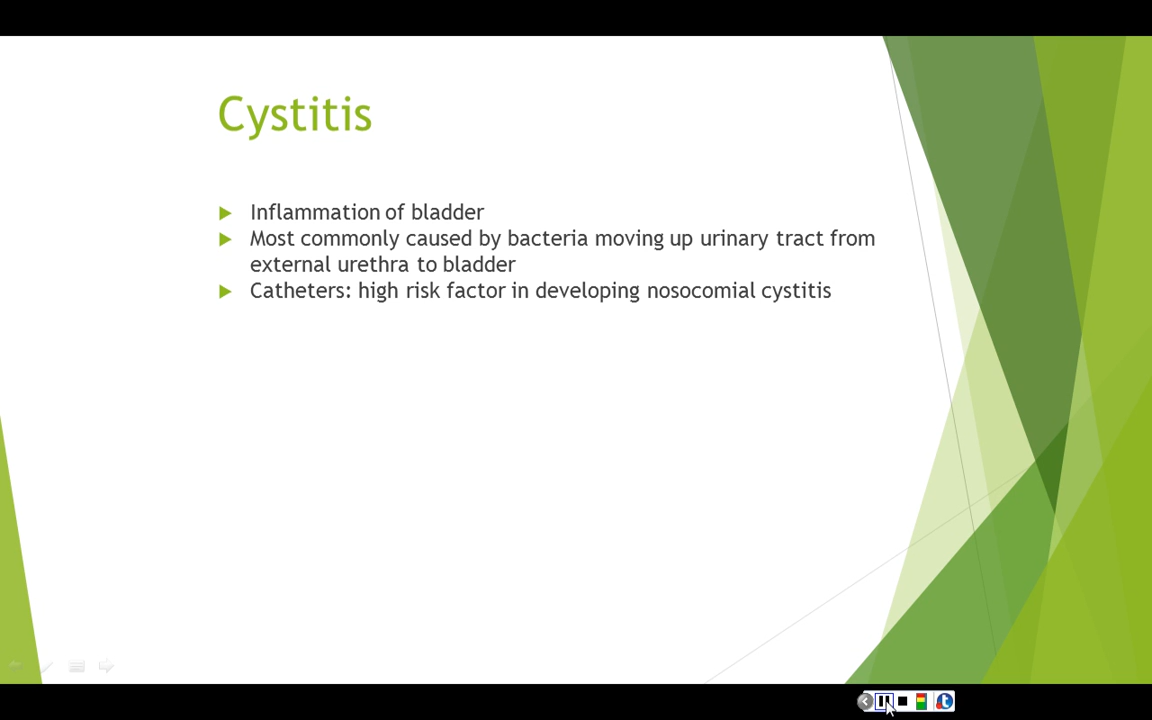 Cystitis
Inflammation of bladder
Most commonly caused by bacteria moving up urinary tract from
external urethra to bladder
Catheters: high risk factor in developing nosocomial cystitis